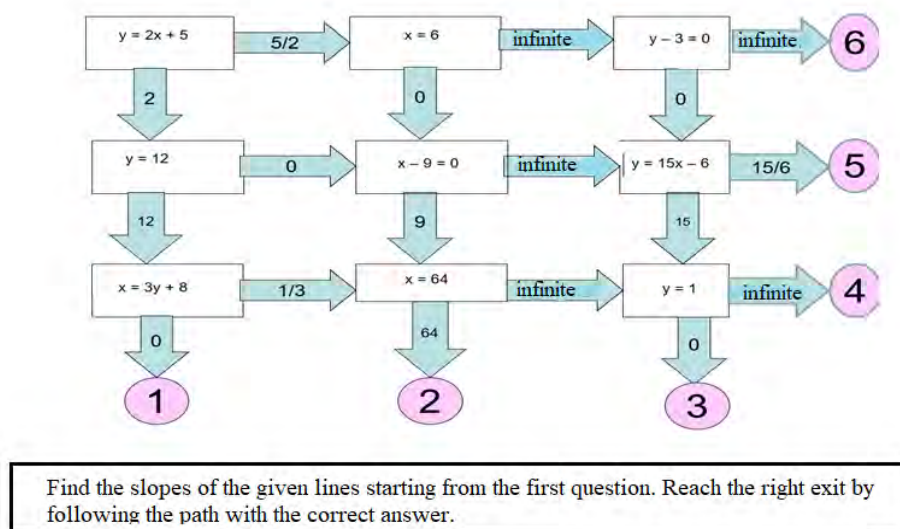 y = 2x + 5 5/2 x = 6 infinite y – 3 = 0 infinite 6
2 0 0
y = 12 0 x – 9 = 0 infinite y = 15x – 6 15/6 5
12 9 15
x = 3y + 8 1/3 x = 64 infinite y = 1 infinite 4
0 64 0
1 2 3
Find the slopes of the given lines starting from the first question. Reach the right exit by
following the path with the correct answer.